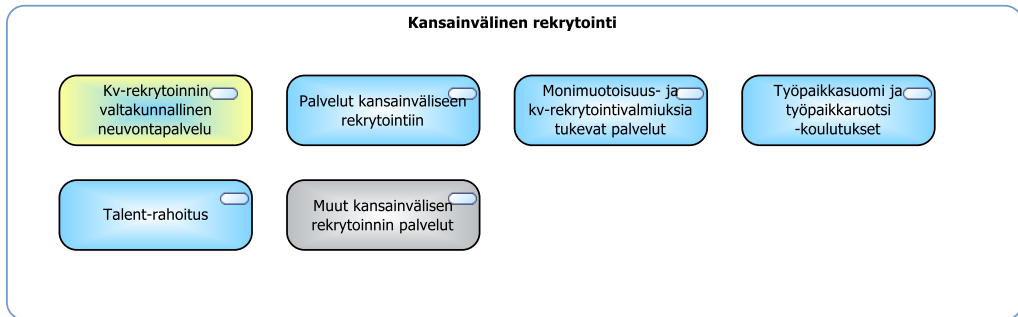 Kansainvälinen rekrytointi
Kv-rekrytoinnin
valtakunnallinen
neuvontapalvelu
Palvelut kansainväliseen
rekrytointiin
Monimuotoisuus- ja
kv-rekrytointivalmiuksia
tukevat palvelut
Työpaikkasuomi ja
työpaikkaruotsi
-koulutukset
Talent-rahoitus
Muut kansainvälisen
rekrytoinnin palvelut